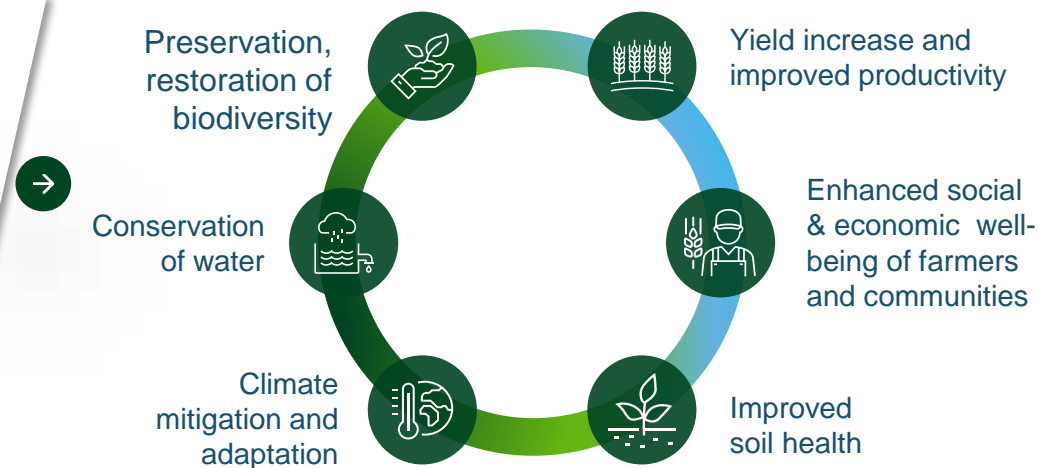 Preservation,
restoration of
biodiversity
Yield increase and
improved productivity
Conservation
of water
Enhanced social
& economic well-
being of farmers
and communities
Climate
mitigation and
adaptation
Improved
soil health